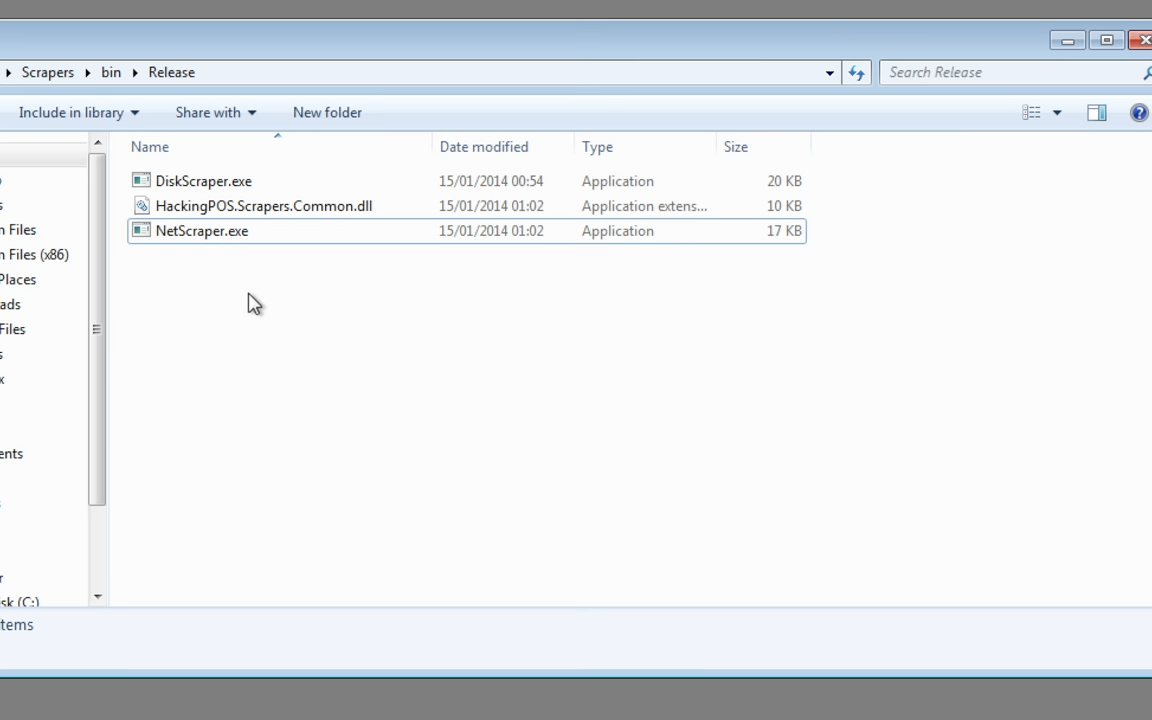 Scrapers bin Release
Search Release
Include in library Share with New folder
Name Date modified Type Size
DiskScraper.exe 15/01/2014 00:54 Application 20 KB
HackingPOS.Scrapers.Common.dll 15/01/2014 01:02 Application extens... 10 KB
NetScraper.exe 15/01/2014 01:02 Application 17 KB
Files
Files (x86)
Places
ads
Files
ents
sk (C:)
tems